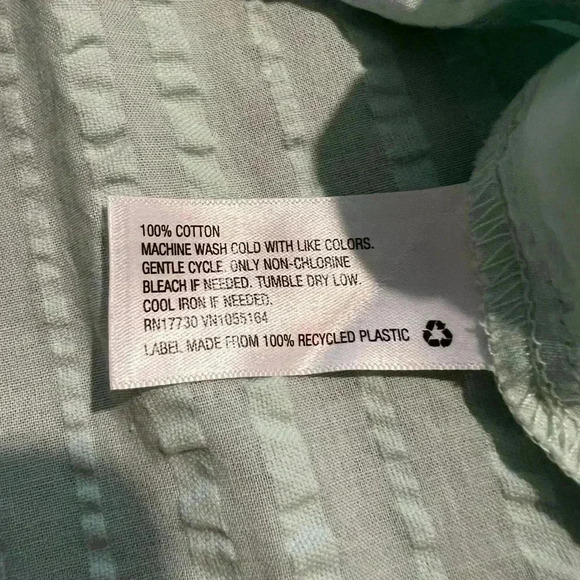 100% COTTON
MACHINE WASH COLD WITH LIKE COLORS.
GENTLE CYCLE. ONLY NON-CHLORINE
BLEACH IF NEEDED. TUMBLE DRY LOW.
COOL IRON IF NEEDED.
RN17730 VN1055164
LABEL MADE FROM 100% RECYCLED PLASTIC